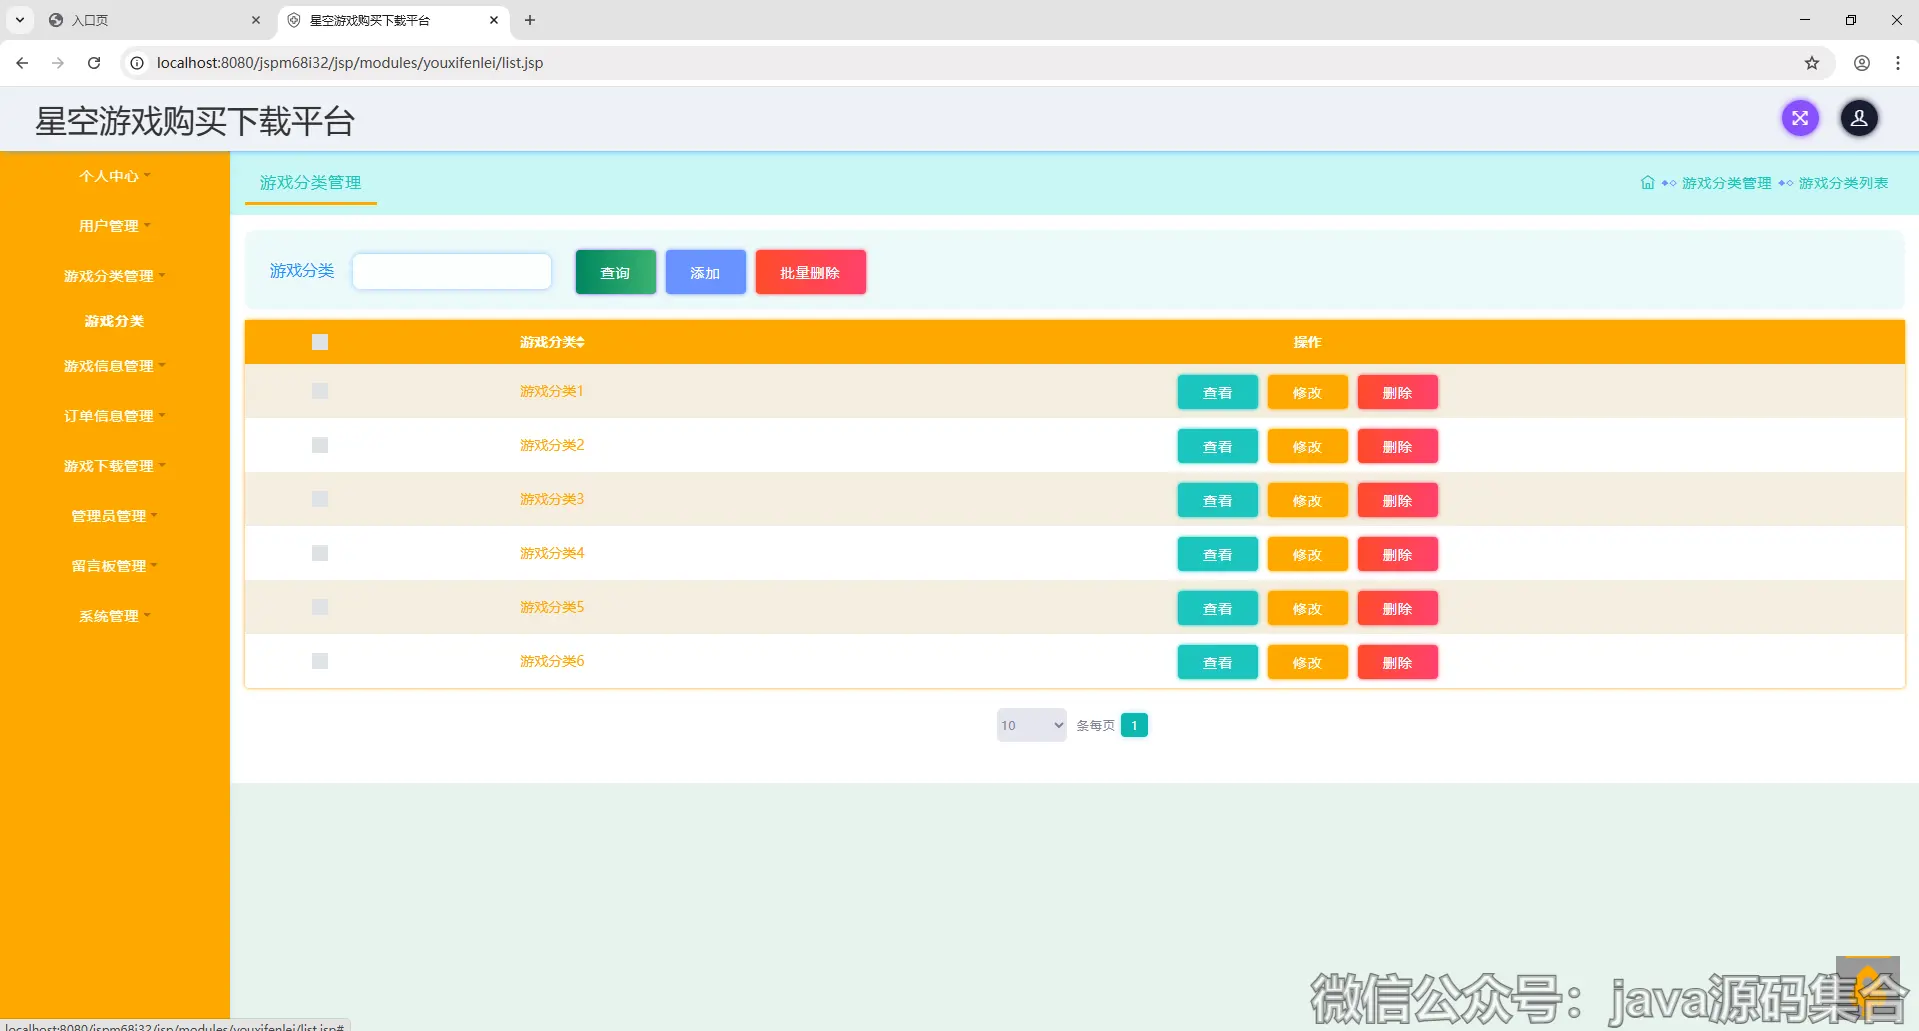 入口页
星空游戏购买下载平台
localhost:8080/jspm68i32/jsp/modules/youxifenlei/list.jsp
星空游戏购买下载平台
个人中心
用户管理
游戏分类管理
游戏分类
游戏信息管理
订单信息管理
游戏下载管理
管理员管理
留言板管理
系统管理
游戏分类管理
游戏分类管理 游戏分类列表
游戏分类 查询 添加 批量删除
游戏分类 操作
游戏分类1 查看 修改 删除
游戏分类2 查看 修改 删除
游戏分类3 查看 修改 删除
游戏分类4 查看 修改 删除
游戏分类5 查看 修改 删除
游戏分类6 查看 修改 删除
10 条每页 1
微信公众号：java源码集合
localhost:8080/jspm68i32/jsp/modules/youxifenlei/list.jsp#